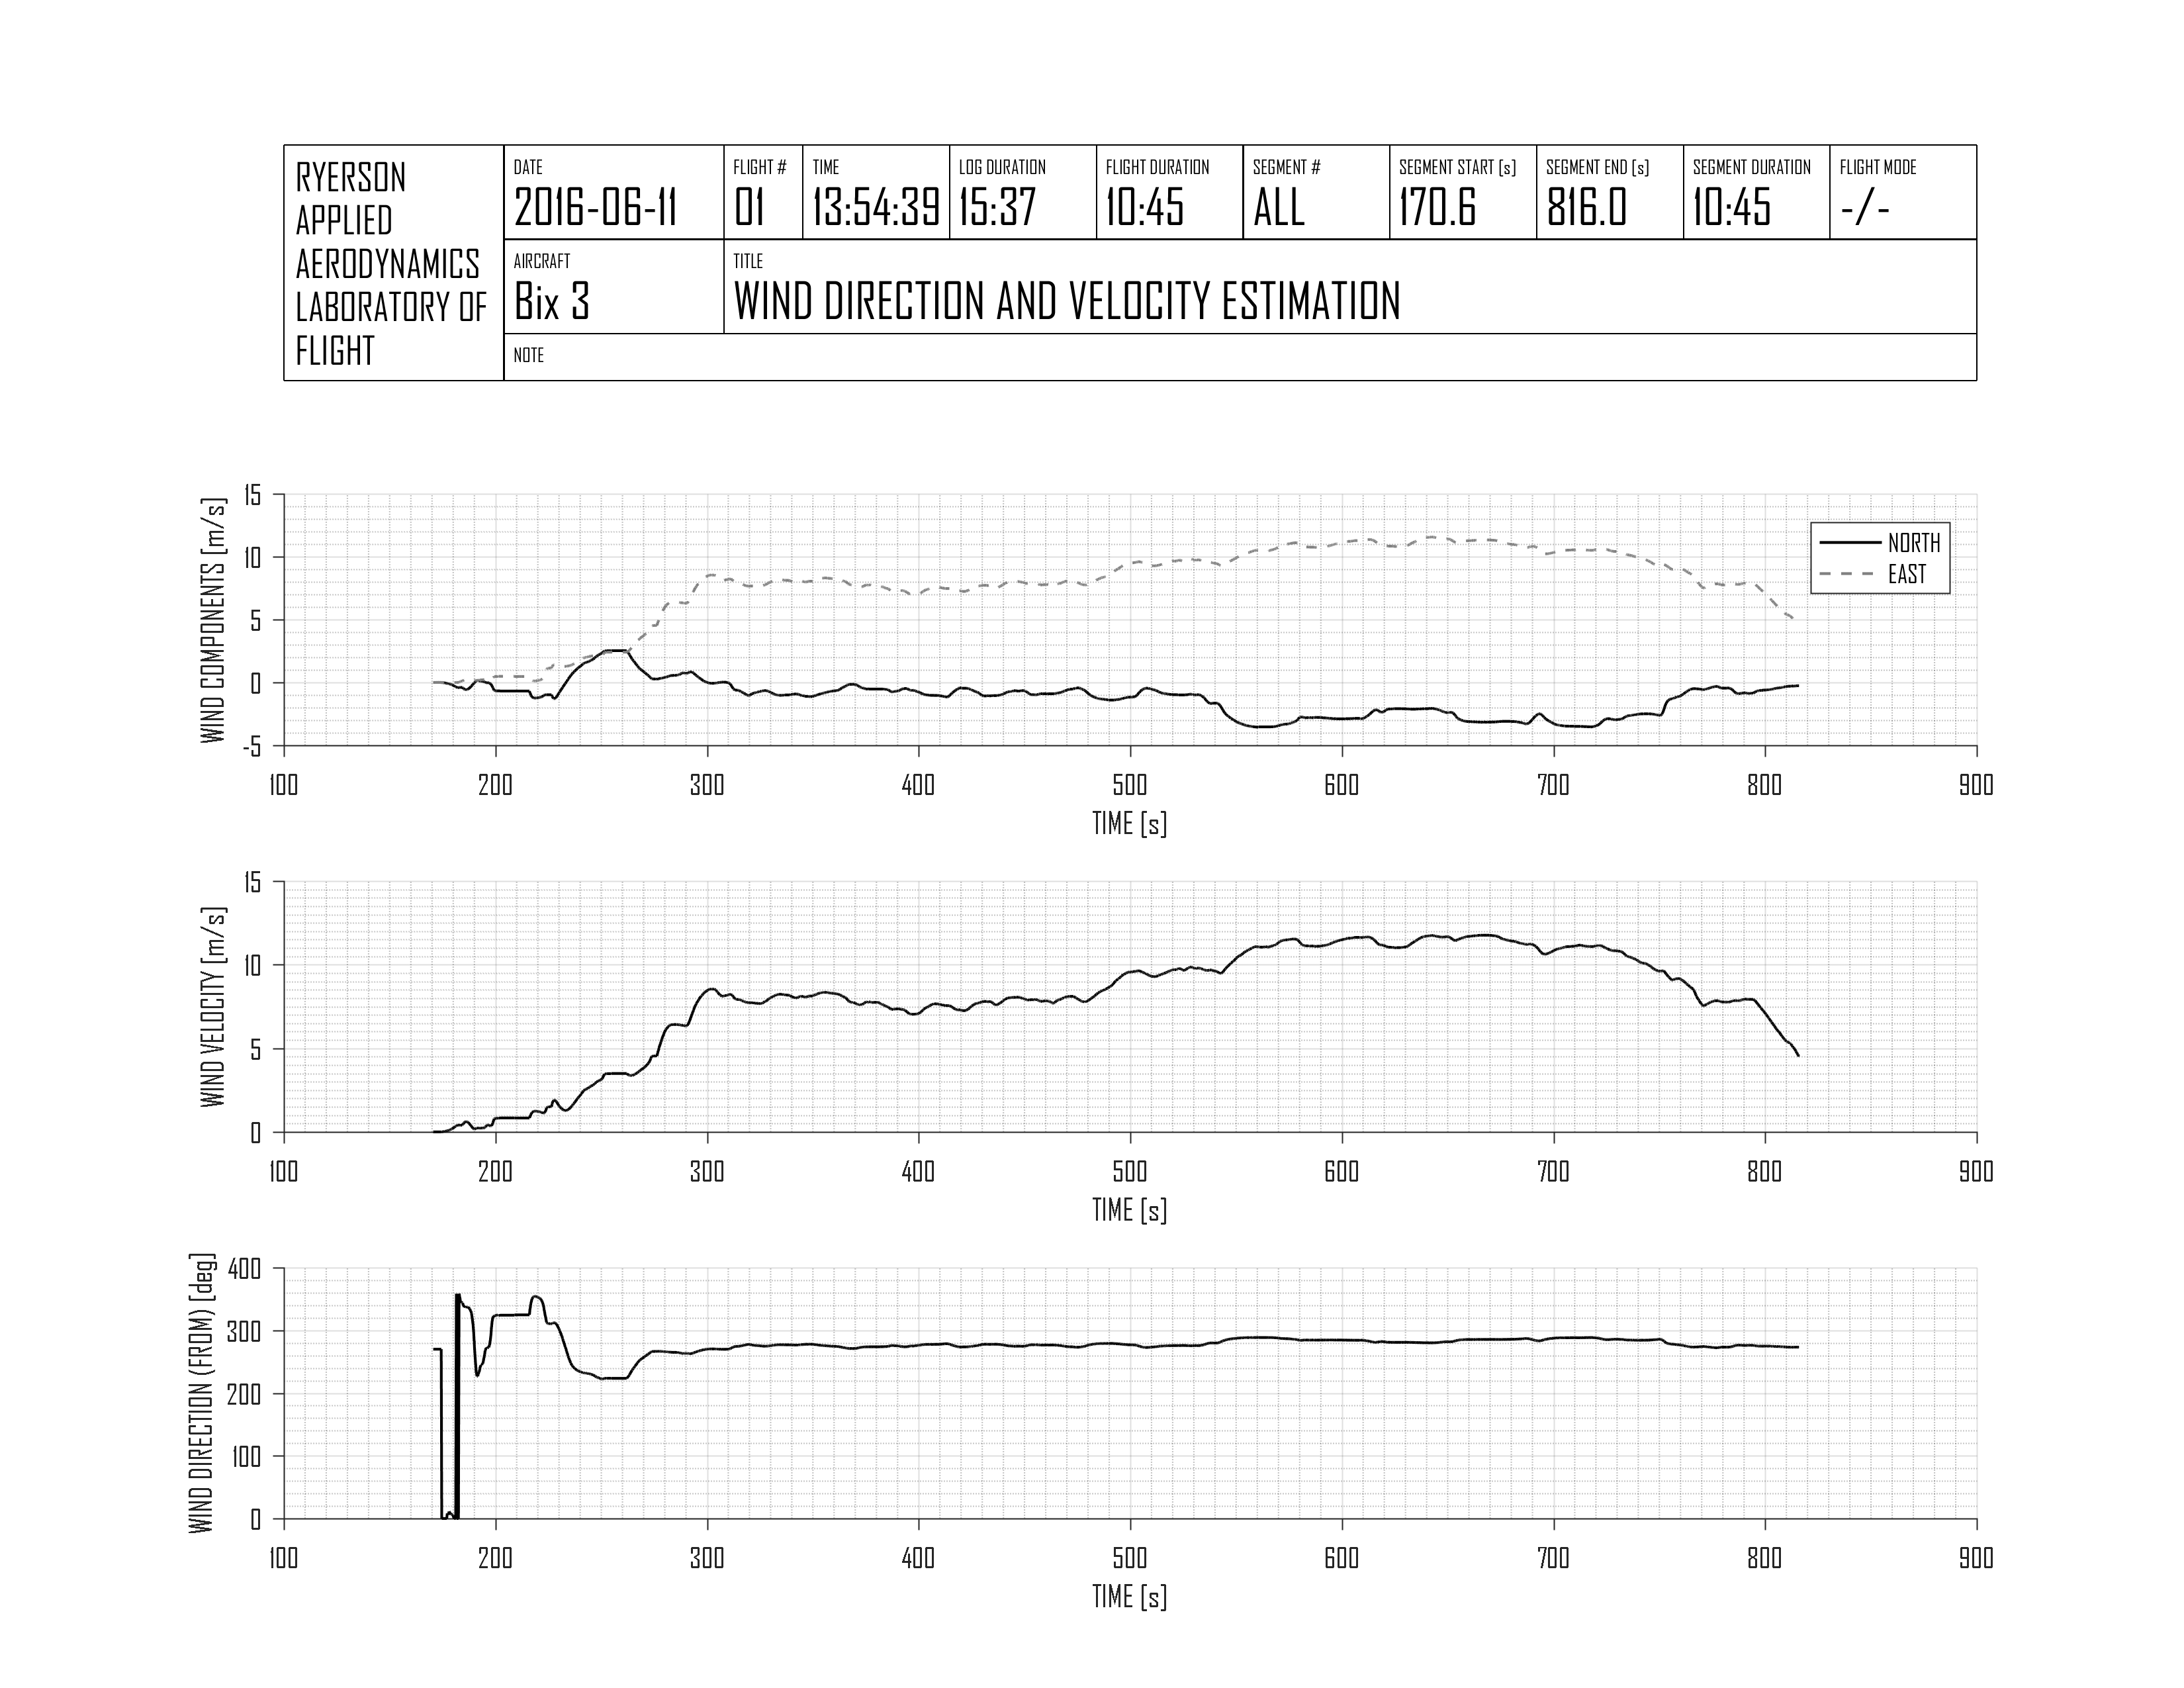 RYERSON
APPLIED
AERODYNAMICS
LABORATORY OF
FLIGHT
DATE
2016-06-11
FLIGHT #
01
TIME
13:54:39
LOG DURATION
15:37
FLIGHT DURATION
10:45
SEGMENT #
ALL
SEGMENT START [s]
170.6
SEGMENT END [s]
816.0
SEGMENT DURATION
10:45
FLIGHT MODE
-/-
AIRCRAFT
Bix 3
TITLE
WIND DIRECTION AND VELOCITY ESTIMATION
NOTE
WIND COMPONENTS [m/s]
15
10
5
0
-5
NORTH
EAST
100 200 300 400 500 600 700 800 900
TIME [s]
WIND VELOCITY [m/s]
15
10
5
0
100 200 300 400 500 600 700 800 900
TIME [s]
WIND DIRECTION (FROM) [deg]
400
300
200
100
0
100 200 300 400 500 600 700 800 900
TIME [s]